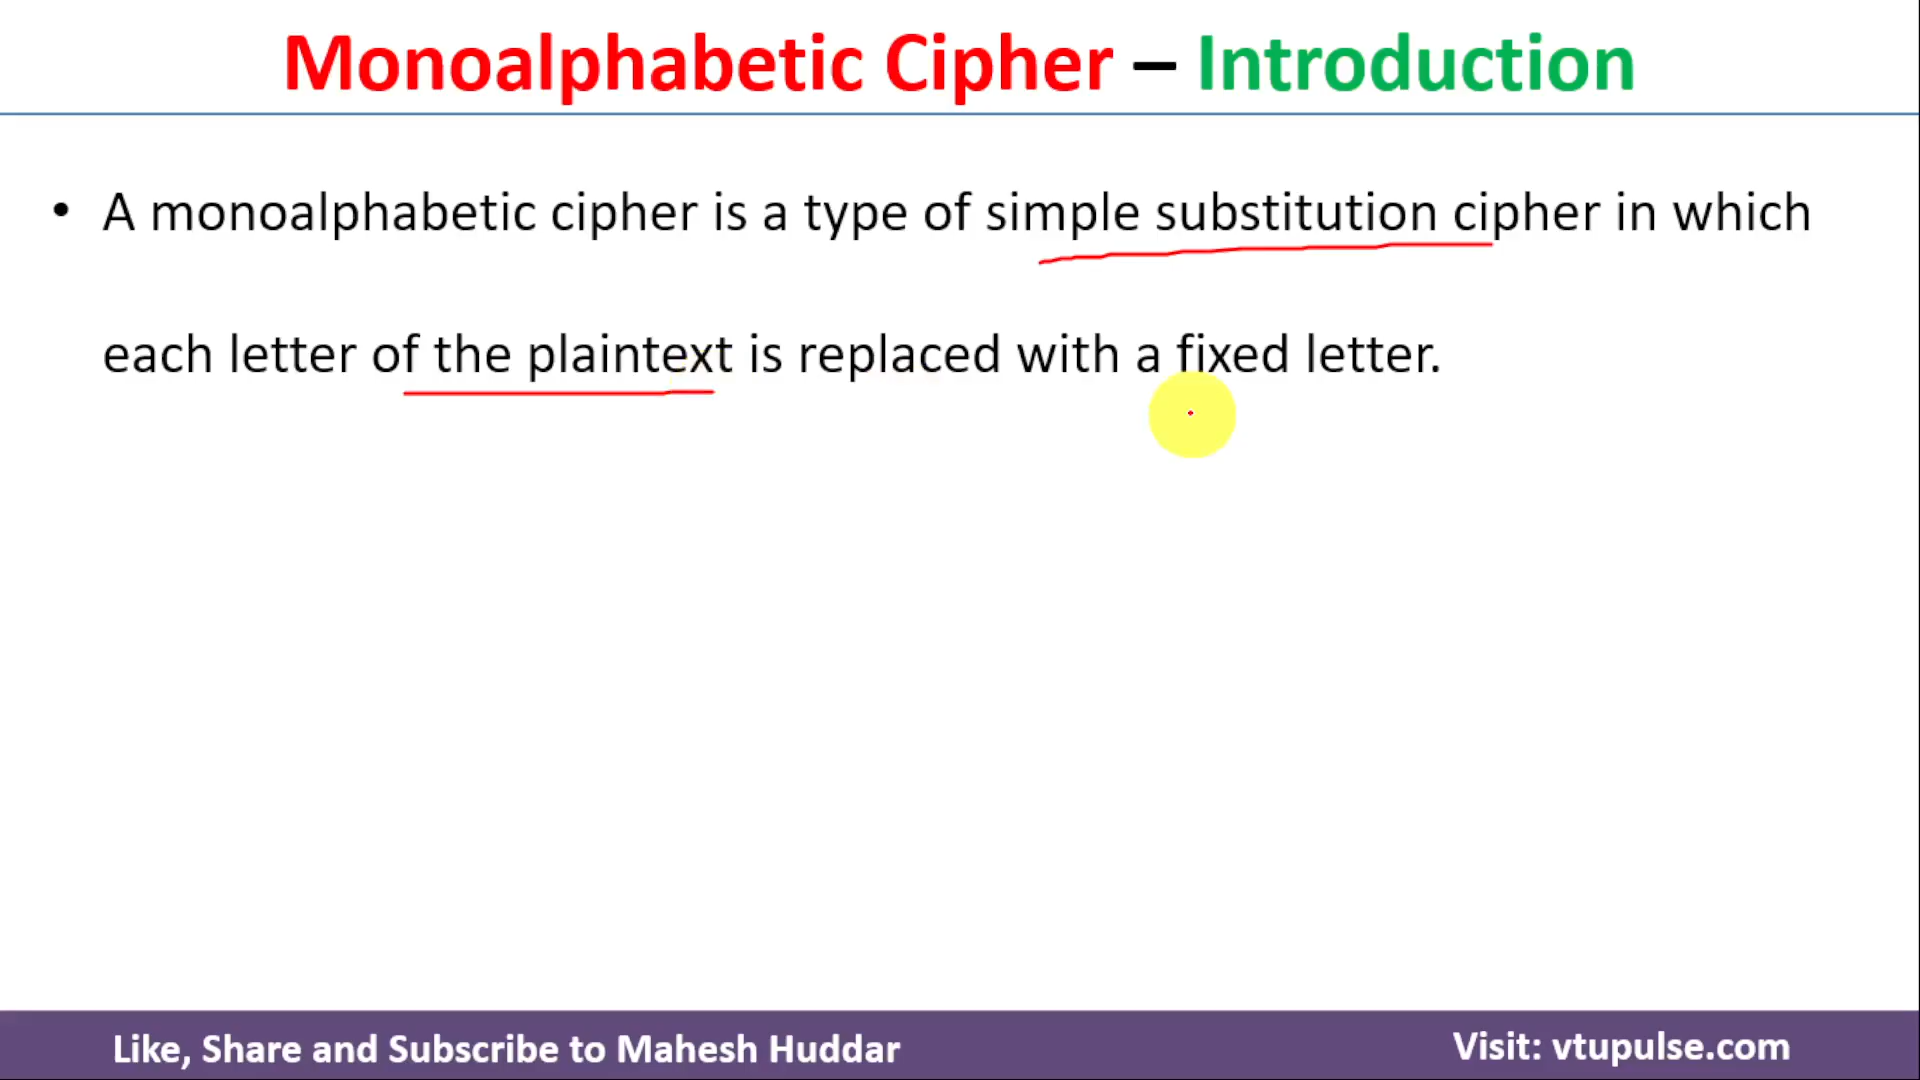 Monoalphabetic Cipher – Introduction
• A monoalphabetic cipher is a type of simple substitution cipher in which
each letter of the plaintext is replaced with a fixed letter.
Like, Share and Subscribe to Mahesh Huddar
Visit: vtupulse.com